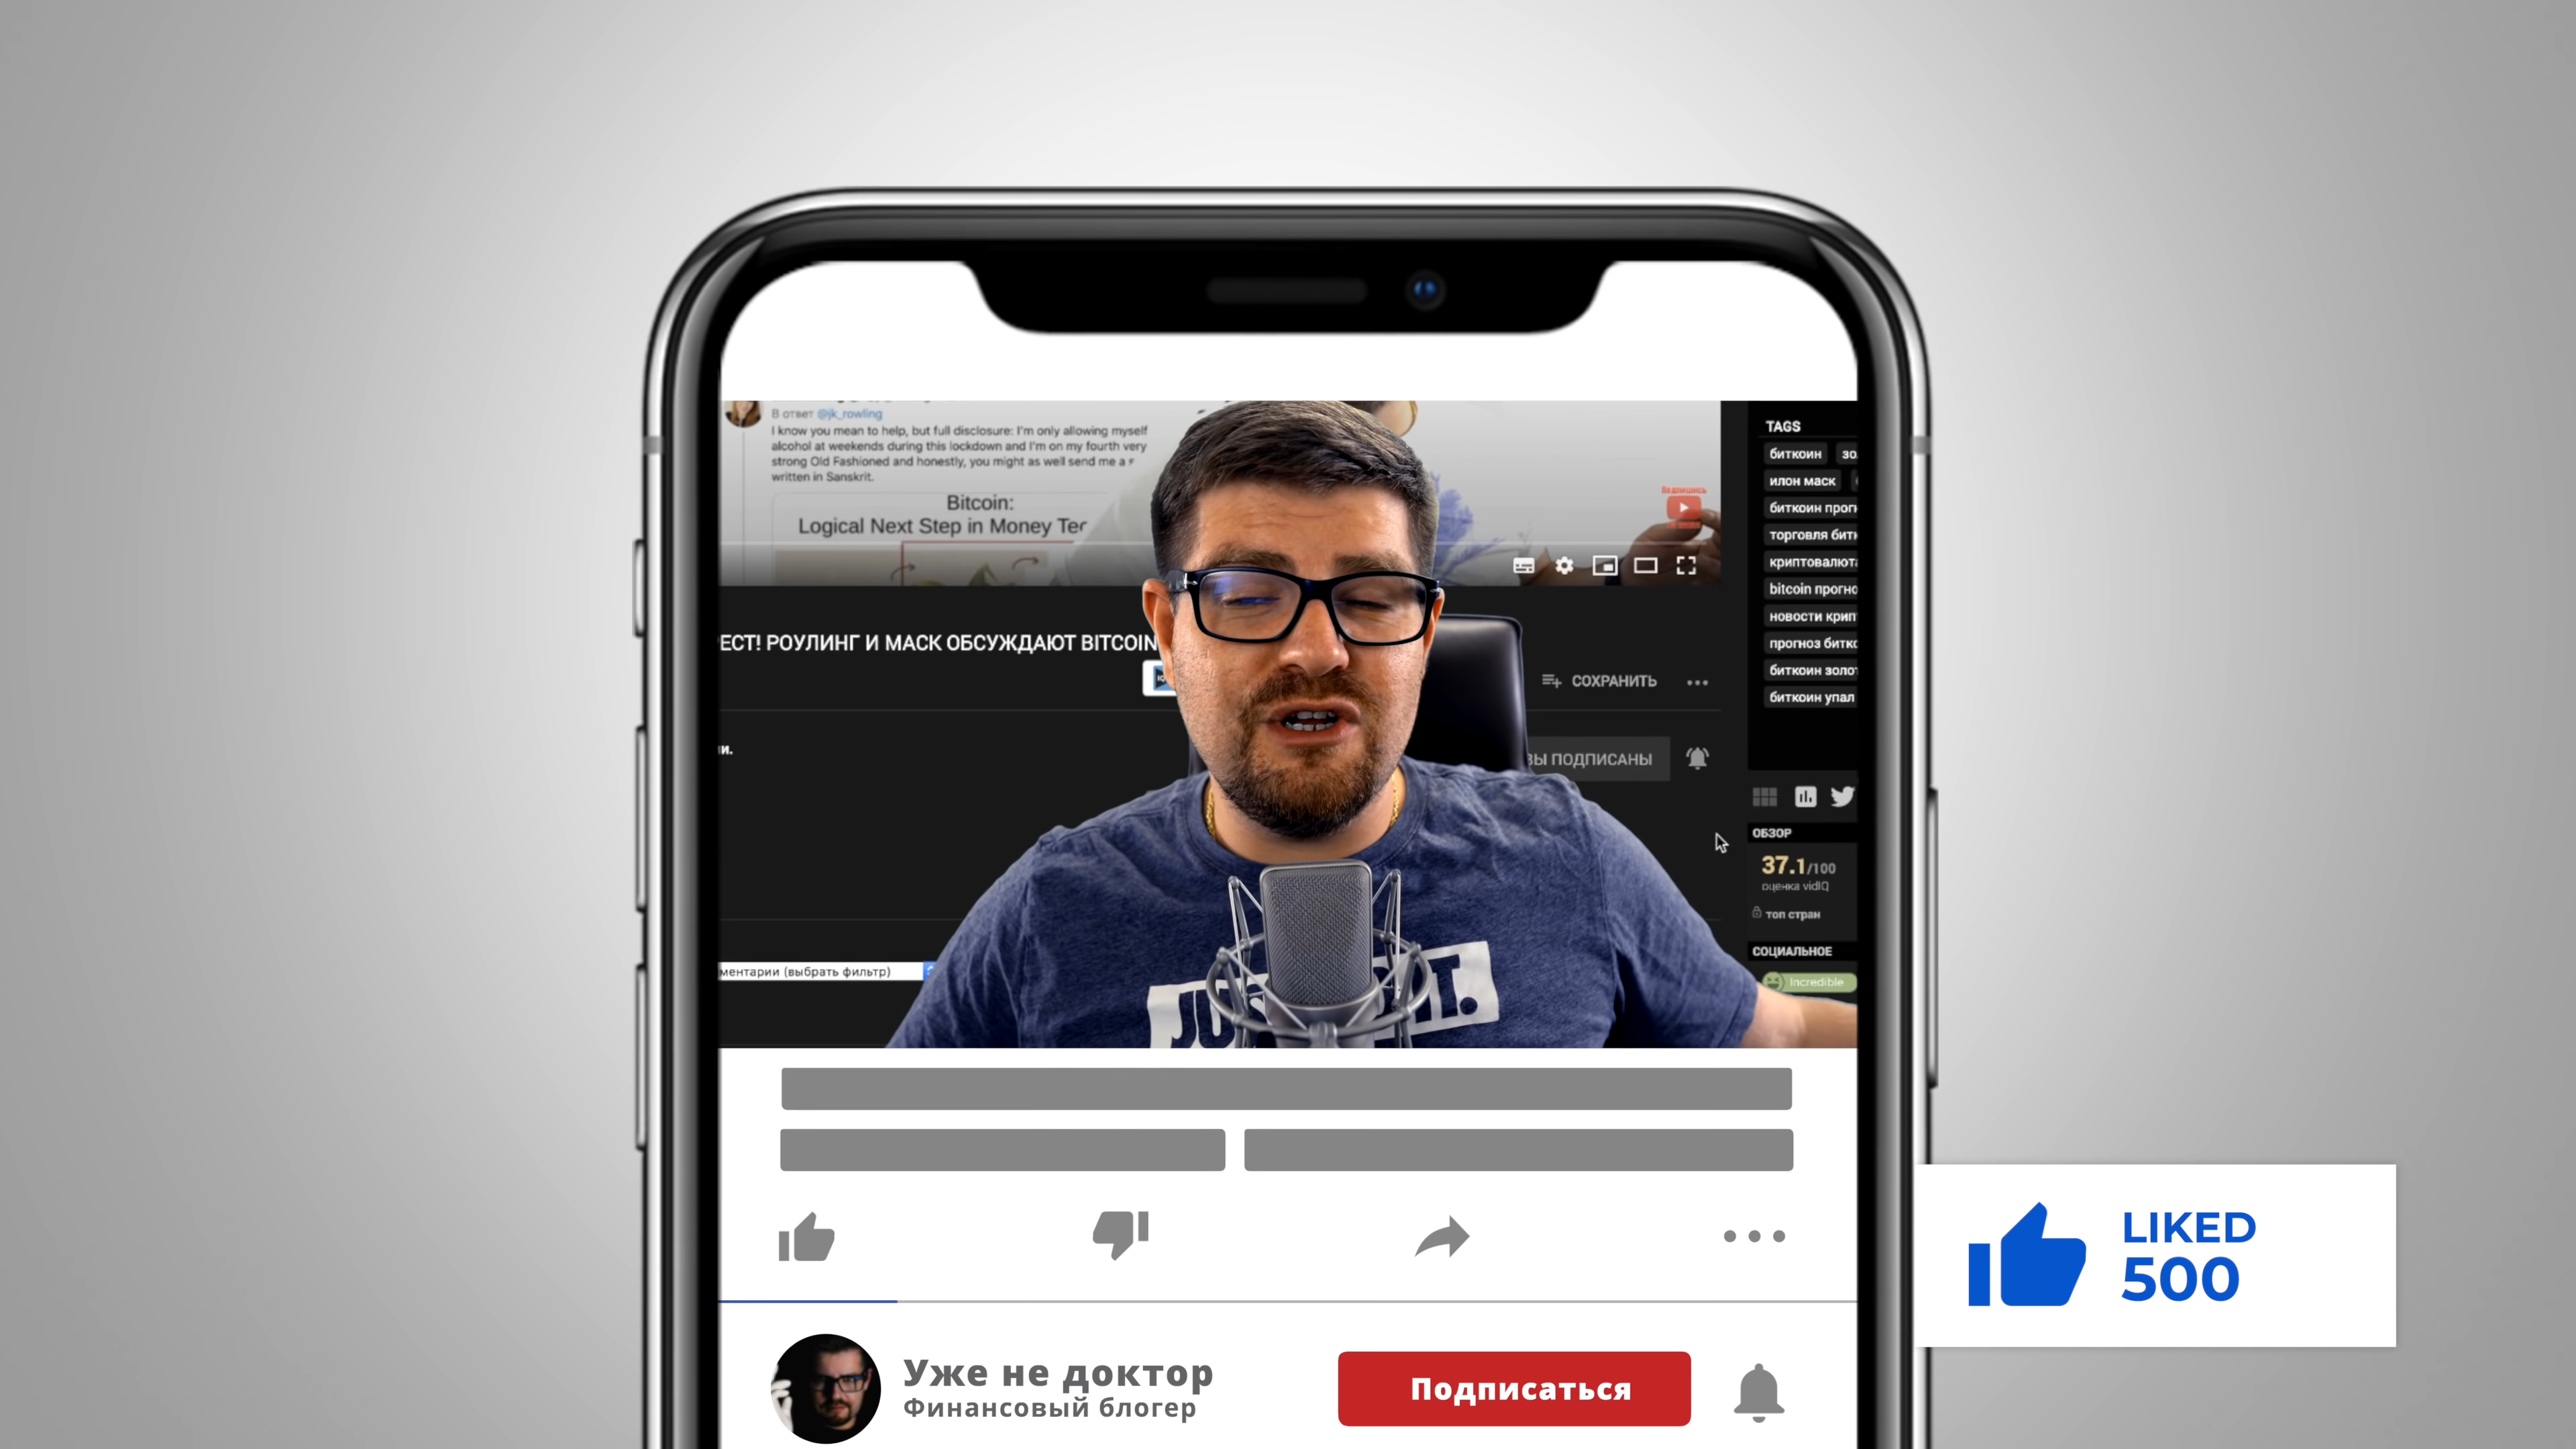 В ответ @jk_rowling
I know you mean to help, but full disclosure: I'm only allowing myself
alcohol at weekends during this lockdown and I'm on my fourth very
strong Old Fashioned and honestly, you might as well send me a
written in Sanskrit.
Bitcoin:
Logical Next Step in Money
РОУЛИНГ И МАСК ОБСУЖДАЮТ BITCOIN
СОХРАНИТЬ
ПОДПИСАНЫ
TAGS
биткоин
илон маск
биткоин
торговля
bitcoin
новости
прогноз
биткоин
биткоин упал
ОБЗОР
37.1/100
оценка vidIQ
топ стран
СОЦИАЛЬНОЕ
Incredible
(выбрать фильтр)
LIKED
500
Уже не доктор
Финансовый блогер
Подписаться